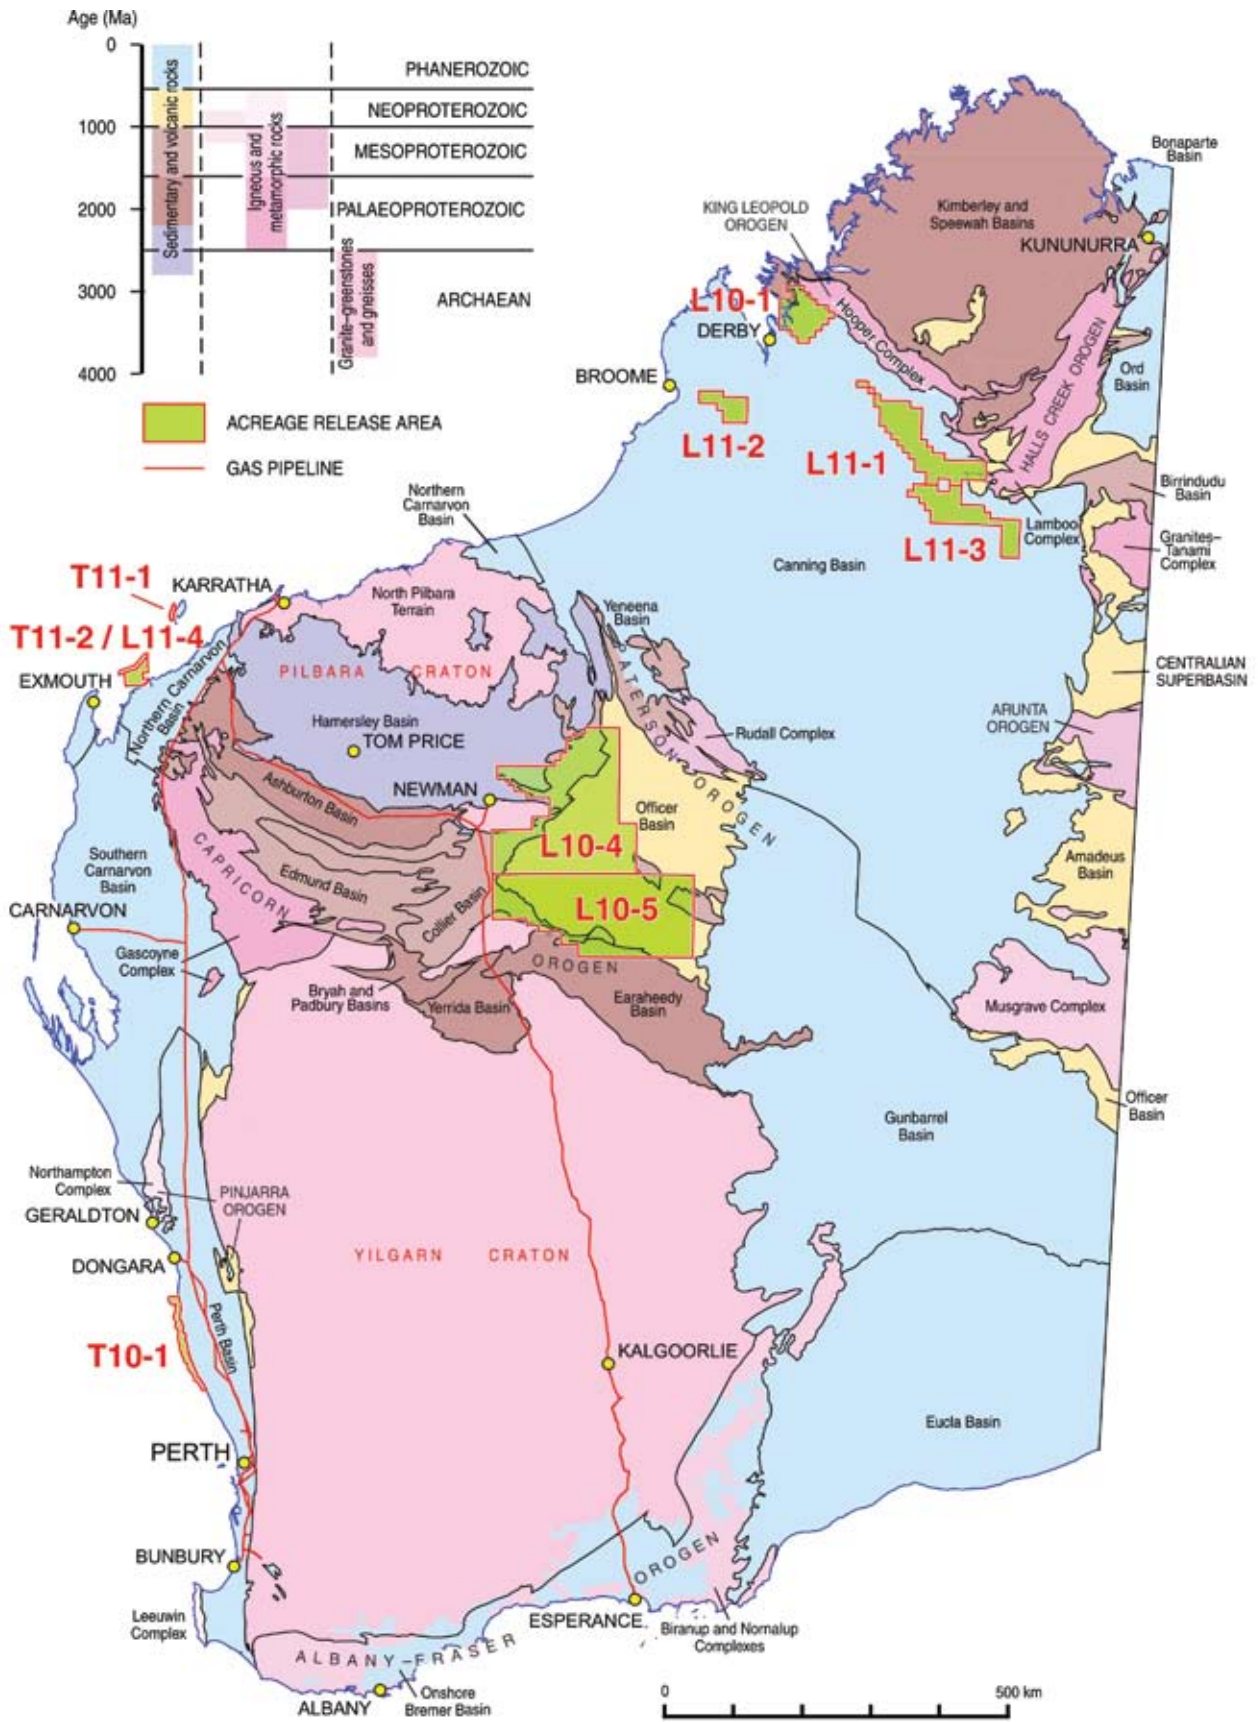 Age (Ma)
0
1000
2000
3000
4000
Sedimentary and volcanic rocks
Igneous and
metamorphic rocks
Granite–greenstones
and gneisses
PHANEROZOIC
NEOPROTEROZOIC
MESOPROTEROZOIC
PALAEOPROTEROZOIC
ARCHAEAN
ACREAGE RELEASE AREA
GAS PIPELINE
Bonaparte
Basin
KING LEOPOLD
OROGEN
Kimberley and
Speewah Basins
KUNUNURRA
L10-1
DERBY
Hooper Complex
HALLS CREEK OROGEN
Ord
Basin
BROOME
L11-2
L11-1
Birrindudu
Basin
Lamboo
Complex
L11-3
Granites–
Tanami
Complex
Northern
Carnarvon
Basin
Canning Basin
T11-1
KARRATHA
North Pilbara
Terrain
Yeneena
Basin
T11-2 / L11-4
EXMOUTH
Northern Carnarvon
Basin
PILBARA CRATON
PATERSON OROGEN
CENTRALIAN
SUPERBASIN
ARUNTA
OROGEN
Hamersley Basin
TOM PRICE
Rudall Complex
NEWMAN
Ashburton Basin
Officer
Basin
L10-4
Southern
Carnarvon
Basin
CAPRICORN
Edmund Basin
Amadeus
Basin
CARNARVON
Collier Basin
L10-5
Gascoyne
Complex
OROGEN
Bryah and
Padbury Basins
Yerrida Basin
Earaheedy
Basin
Musgrave Complex
Gunbarrel
Basin
Officer
Basin
Northampton
Complex
PINJARRA
OROGEN
GERALDTON
DONGARA
YILGARN CRATON
Perth Basin
T10-1
KALGOORLIE
Eucla Basin
PERTH
BUNBURY
OROGEN
Leeuwin
Complex
ESPERANCE
Biranup and Nornalup
Complexes
ALBANY–FRASER
ALBANY
Onshore
Bremer Basin
0
500 km